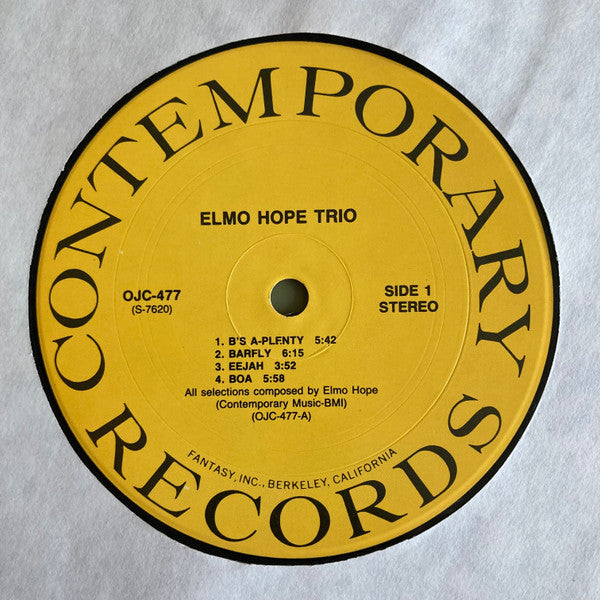 CONTEMPORARY RECORDS
ELMO HOPE TRIO
OJC-477
(S-7620)
SIDE 1
STEREO
1. B'S A-PLENTY 5:42
2. BARFLY 6:15
3. EEJAH 3:52
4. BOA 5:58
All selections composed by Elmo Hope
(Contemporary Music-BMI)
(OJC-477-A)
FANTASY, INC., BERKELEY, CALIFORNIA